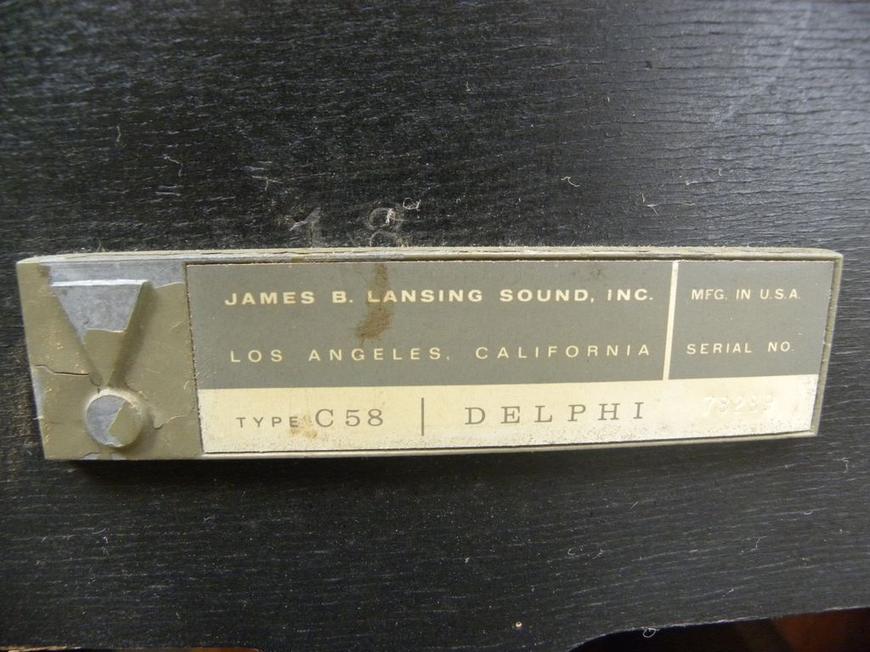 JAMES B. LANSING SOUND, INC.
LOS ANGELES, CALIFORNIA
MFG. IN U.S.A.
SERIAL NO.
TYPE C58 | DELPHI